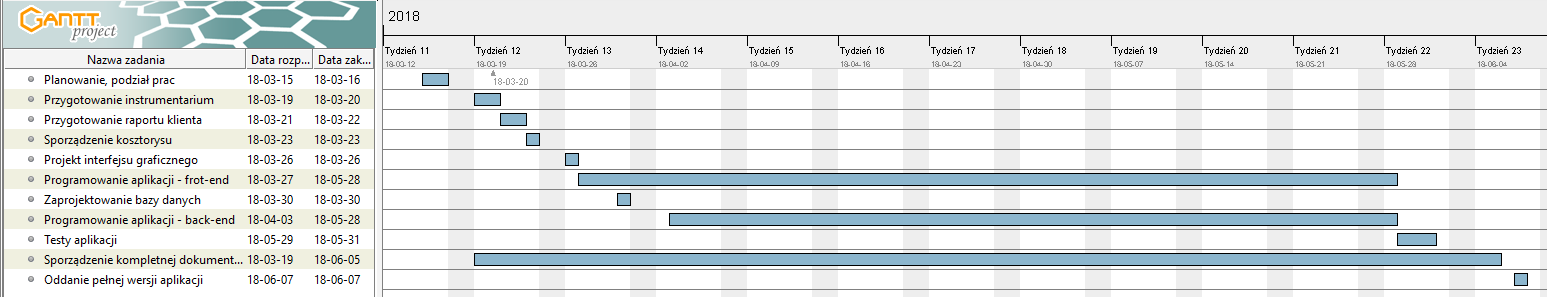 GANTT
project
2018
Tydzień 11 Tydzień 12 Tydzień 13 Tydzień 14 Tydzień 15 Tydzień 16 Tydzień 17 Tydzień 18 Tydzień 19 Tydzień 20 Tydzień 21 Tydzień 22 Tydzień 23
Nazwa zadania Data rozp... Data zak...
18-03-12 18-03-19 18-03-26 18-04-02 18-04-09 18-04-16 18-04-23 18-04-30 18-05-07 18-05-14 18-05-21 18-05-28 18-06-04
Planowanie, podział prac 18-03-15 18-03-16
18-03-20
Przygotowanie instrumentarium 18-03-19 18-03-20
Przygotowanie raportu klienta 18-03-21 18-03-22
Sporządzenie kosztorysu 18-03-23 18-03-23
Projekt interfejsu graficznego 18-03-26 18-03-26
Programowanie aplikacji - frot-end 18-03-27 18-05-28
Zaprojektowanie bazy danych 18-03-30 18-03-30
Programowanie aplikacji - back-end 18-04-03 18-05-28
Testy aplikacji 18-05-29 18-05-31
Sporządzenie kompletnej dokument... 18-03-19 18-06-05
Oddanie pełnej wersji aplikacji 18-06-07 18-06-07